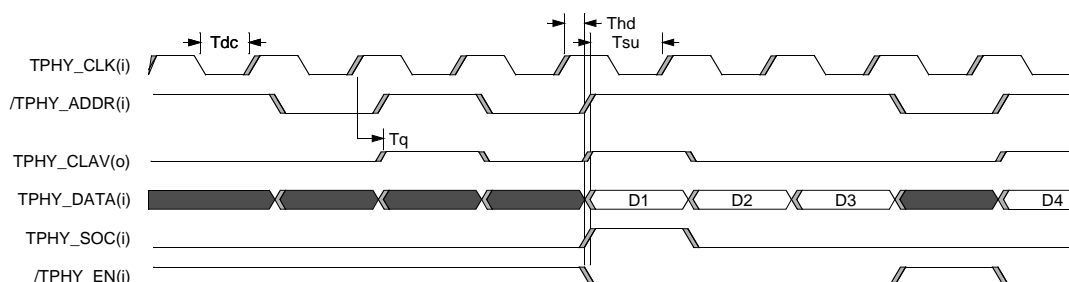 Thd
Tdc
Tsu
TPHY_CLK(i)
/TPHY_ADDR(i)
Tq
TPHY_CLAV(o)
TPHY_DATA(i)
D1
D2
D3
D4
TPHY_SOC(i)
/TPHY_EN(i)